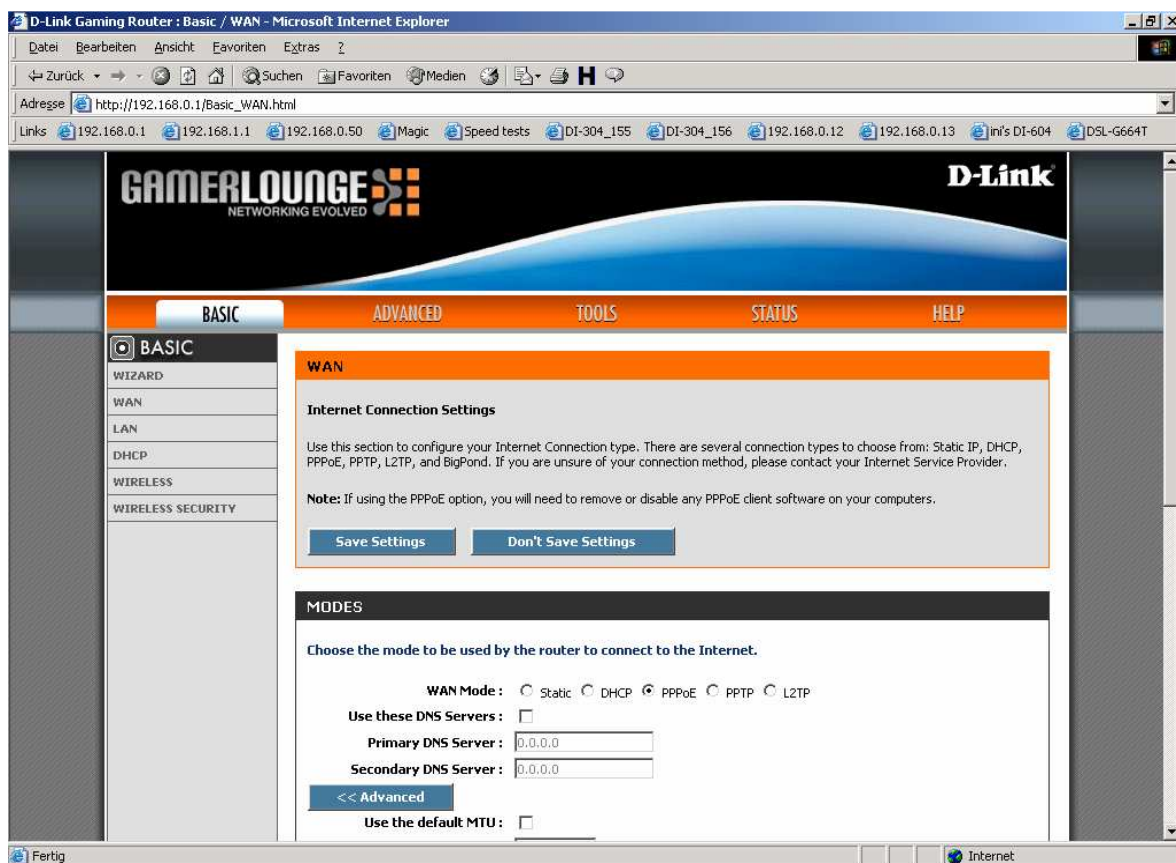 D-Link Gaming Router : Basic / WAN - Microsoft Internet Explorer
Datei Bearbeiten Ansicht Favoriten Extras ?
Zurück Suchen Favoriten Medien H
Adresse http://192.168.0.1/Basic_WAN.html
Links 192.168.0.1 192.168.1.1 192.168.0.50 Magic Speed tests DI-304_155 DI-304_156 192.168.0.12 192.168.0.13 ini's DI-604 DSL-G664T
GAMERLOUNGE
NETWORKING EVOLVED
D-Link
BASIC ADVANCED TOOLS STATUS HELP
BASIC
WIZARD
WAN
LAN
DHCP
WIRELESS
WIRELESS SECURITY
WAN
Internet Connection Settings
Use this section to configure your Internet Connection type. There are several connection types to choose from: Static IP, DHCP,
PPPoE, PPTP, L2TP, and BigPond. If you are unsure of your connection method, please contact your Internet Service Provider.
Note: If using the PPPoE option, you will need to remove or disable any PPPoE client software on your computers.
Save Settings Don't Save Settings
MODES
Choose the mode to be used by the router to connect to the Internet.
WAN Mode : Static DHCP PPPoE PPTP L2TP
Use these DNS Servers :
Primary DNS Server : 0.0.0.0
Secondary DNS Server : 0.0.0.0
<< Advanced
Use the default MTU :
Fertig Internet